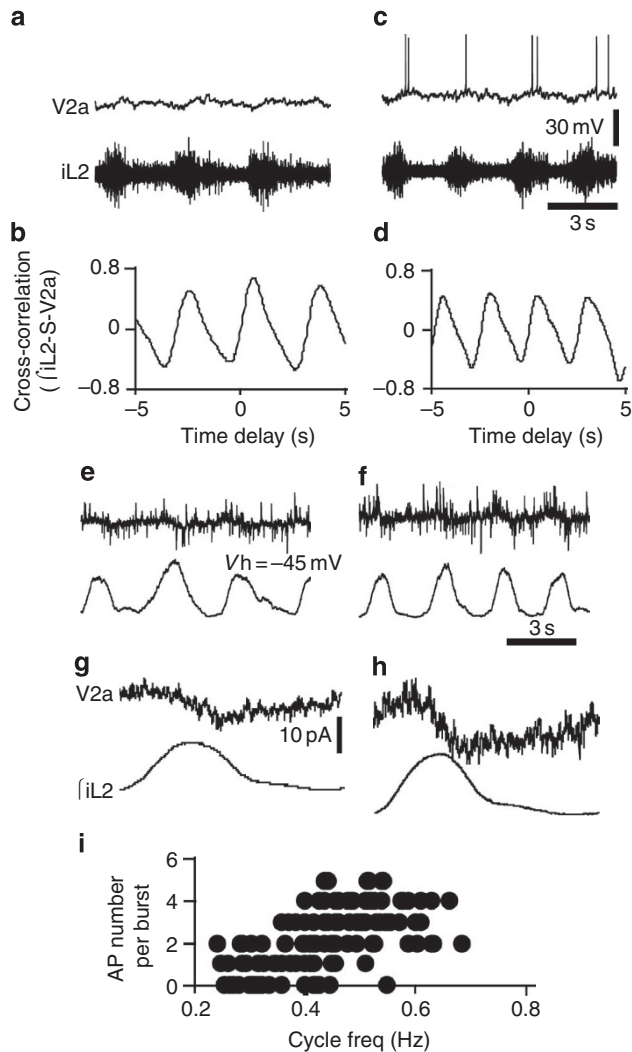 a
c
V2a
30 mV
iL2
3 s
b
d
Cross-correlation
(⌠iL2-S-V2a)
0.8
0
−0.8
−5
0
5
Time delay (s)
0.8
0
−0.8
−5
0
5
Time delay (s)
e
f
Vh = −45 mV
3 s
g
h
V2a
10 pA
⌠iL2
i
AP number
per burst
6
4
2
0
0.2
0.4
0.6
0.8
Cycle freq (Hz)